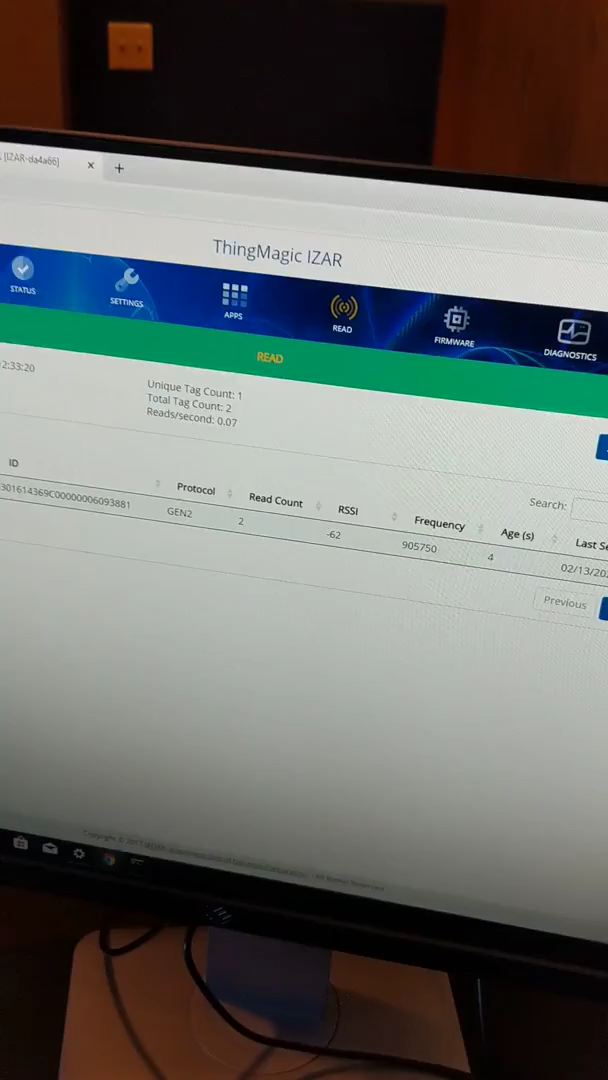 [IZAR-da4a66]
ThingMagic IZAR
STATUS SETTINGS APPS READ FIRMWARE DIAGNOSTICS
READ
2:33:20
Unique Tag Count: 1
Total Tag Count: 2
Reads/second: 0.07
Search:
ID Protocol Read Count RSSI Frequency Age (s) Last Se
301614369C00000006093881 GEN2 2 -62 905750 4 02/13/20
Previous
hp